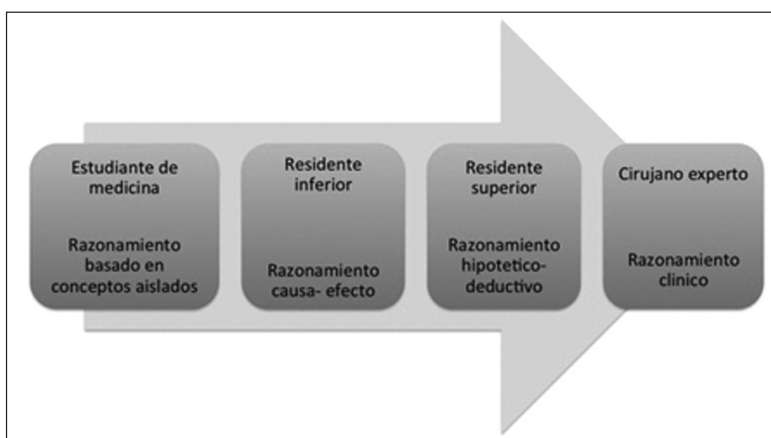 Estudiante de
medicina
Razonamiento
basado en
conceptos aislados
Residente
inferior
Razonamiento
causa- efecto
Residente
superior
Razonamiento
hipotetico-
deductivo
Cirujano experto
Razonamiento
clinico